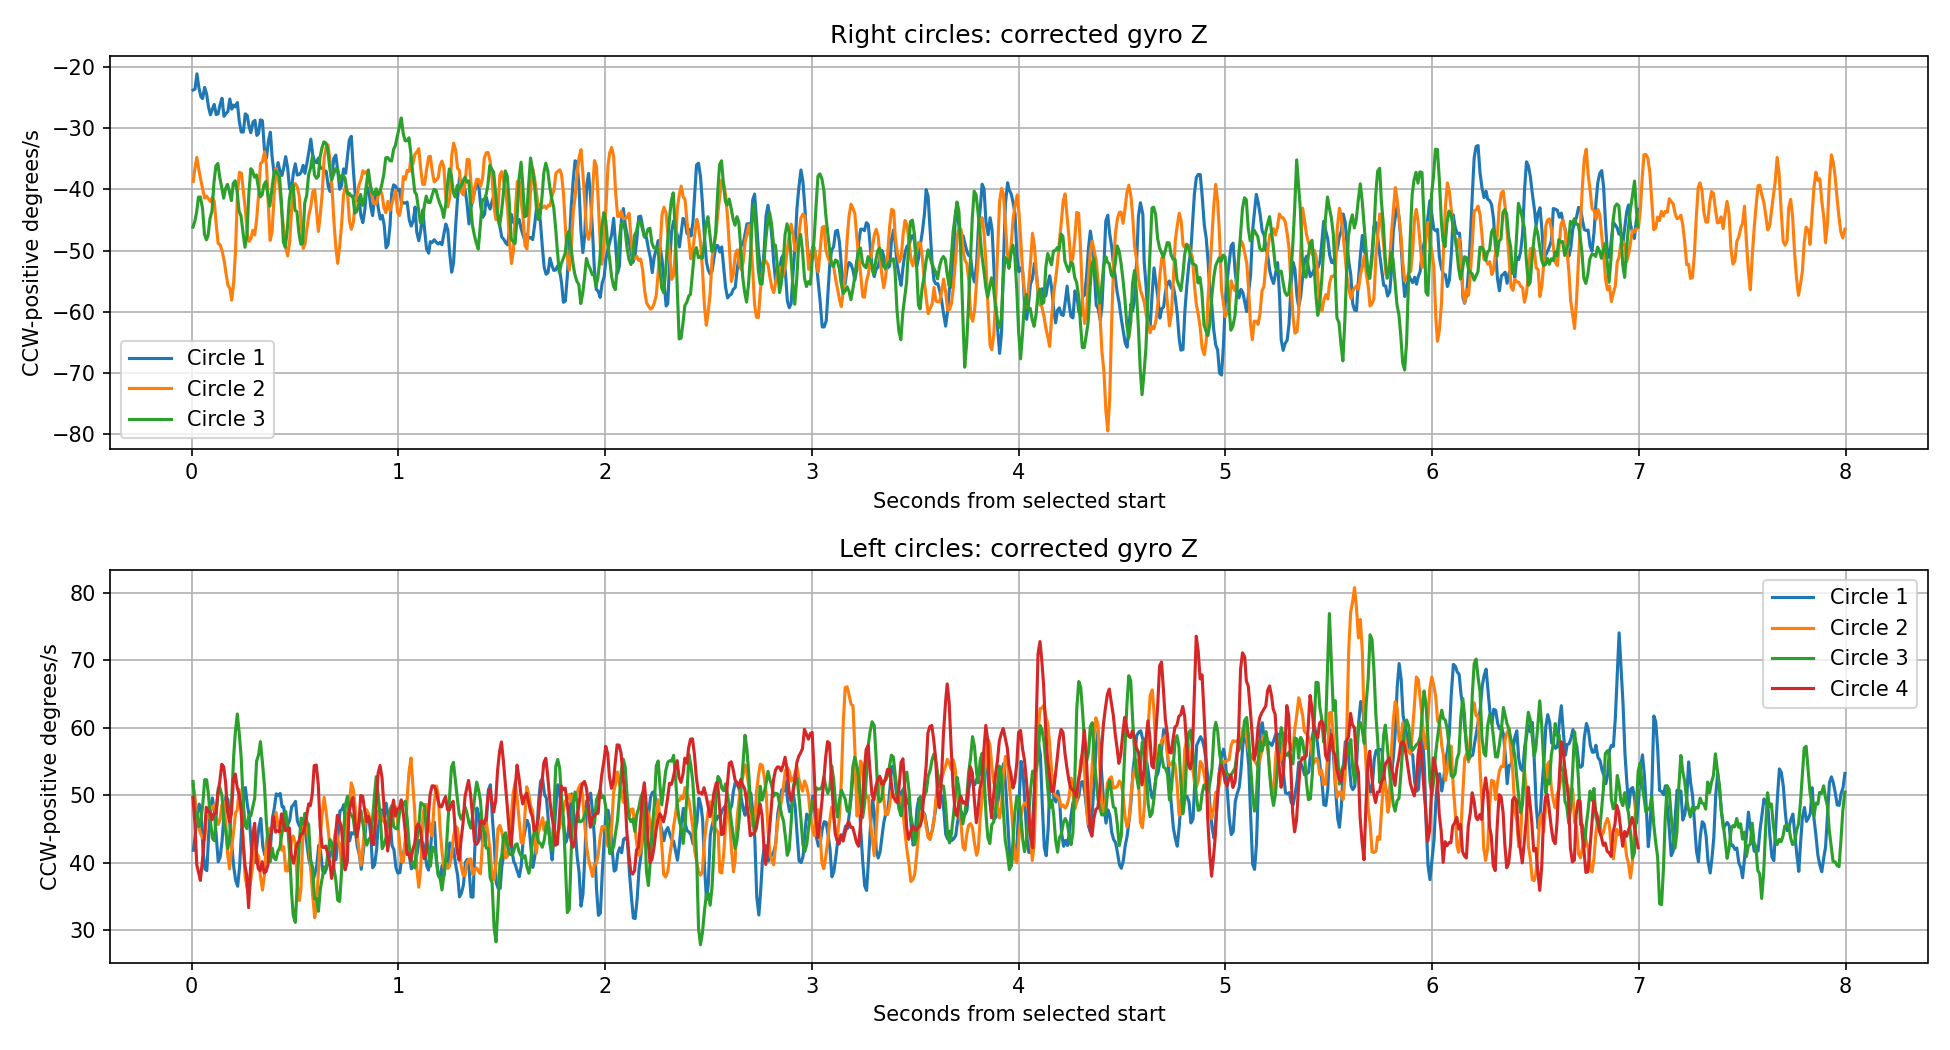 Right circles: corrected gyro Z
CCW-positive degrees/s
−20
−30
−40
−50
−60
−70
−80
Circle 1
Circle 2
Circle 3
0 1 2 3 4 5 6 7 8
Seconds from selected start
Left circles: corrected gyro Z
CCW-positive degrees/s
80
70
60
50
40
30
Circle 1
Circle 2
Circle 3
Circle 4
0 1 2 3 4 5 6 7 8
Seconds from selected start